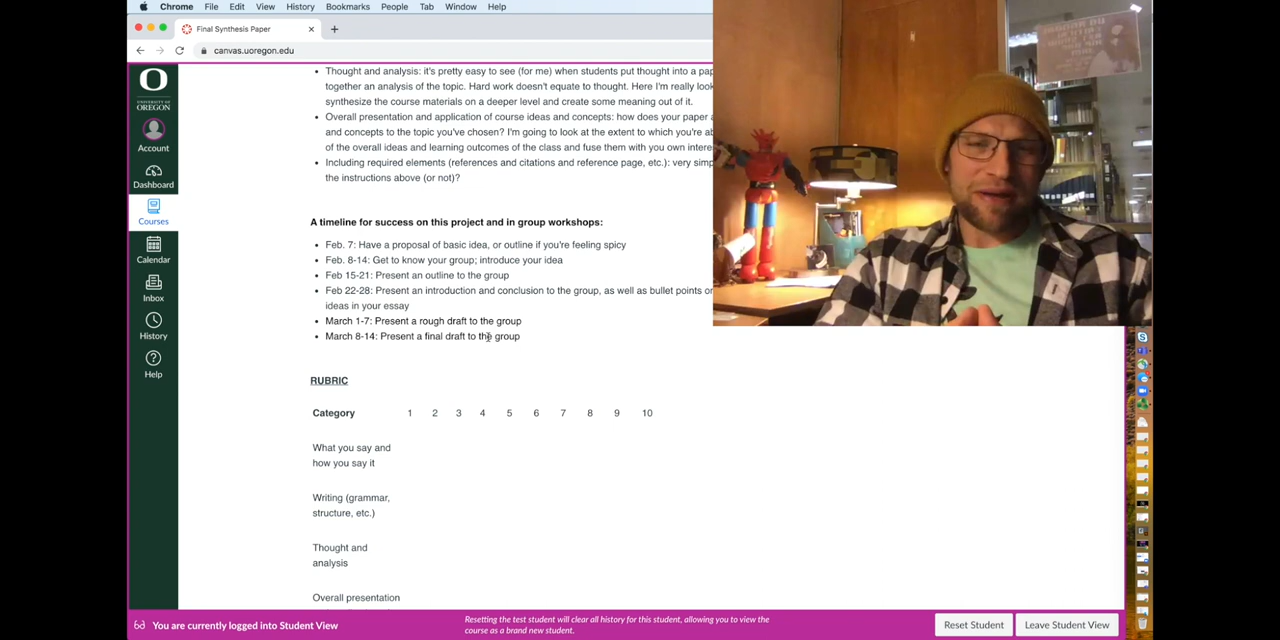 Chrome File Edit View History Bookmarks People Tab Window Help
Final Synthesis Paper
canvas.uoregon.edu
O
UNIVERSITY OF
OREGON
Account
Dashboard
Courses
Calendar
Inbox
History
Help
Thought and analysis: it's pretty easy to see (for me) when students put thought into a pap
together an analysis of the topic. Hard work doesn't equate to thought. Here I'm really look
synthesize the course materials on a deeper level and create some meaning out of it.
Overall presentation and application of course ideas and concepts: how does your paper a
and concepts to the topic you've chosen? I'm going to look at the extent to which you're ab
of the overall ideas and learning outcomes of the class and fuse them with you own intere
Including required elements (references and citations and reference page, etc.): very simp
the instructions above (or not)?
A timeline for success on this project and in group workshops:
Feb. 7: Have a proposal of basic idea, or outline if you're feeling spicy
Feb. 8-14: Get to know your group; introduce your idea
Feb 15-21: Present an outline to the group
Feb 22-28: Present an introduction and conclusion to the group, as well as bullet points or
ideas in your essay
March 1-7: Present a rough draft to the group
March 8-14: Present a final draft to the group
RUBRIC
Category 1 2 3 4 5 6 7 8 9 10
What you say and
how you say it
Writing (grammar,
structure, etc.)
Thought and
analysis
Overall presentation
You are currently logged into Student View
Resetting the test student will clear all history for this student, allowing you to view the
course as a brand new student.
Reset Student
Leave Student View